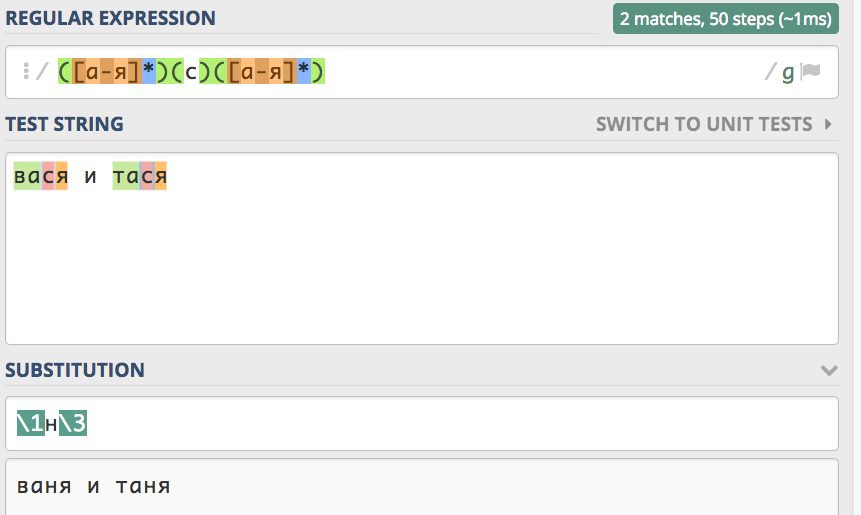 REGULAR EXPRESSION
2 matches, 50 steps (~1ms)
/ ([а-я]*)(с)([а-я]*) / g
TEST STRING
SWITCH TO UNIT TESTS
вася и тася
SUBSTITUTION
\1н\3
ваня и таня